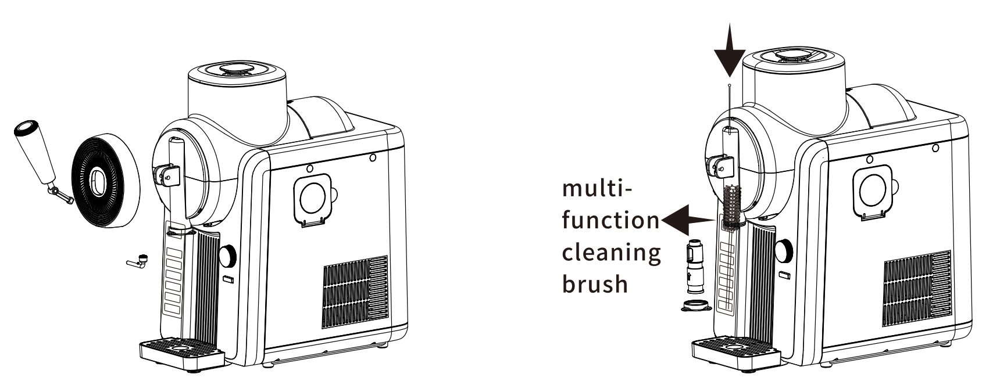 multi-
function
cleaning
brush